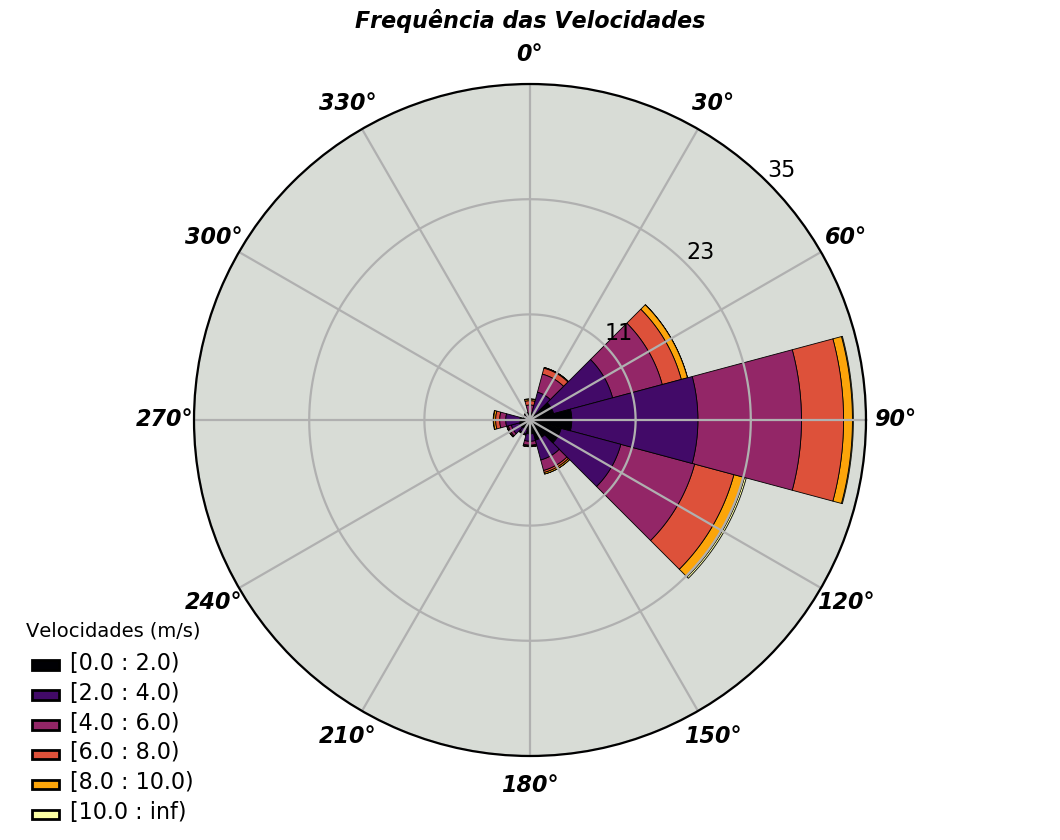 Frequência das Velocidades
0°
330°
30°
35
300°
60°
23
11
270°
90°
240°
120°
210°
150°
180°
Velocidades (m/s)
[0.0 : 2.0)
[2.0 : 4.0)
[4.0 : 6.0)
[6.0 : 8.0)
[8.0 : 10.0)
[10.0 : inf)